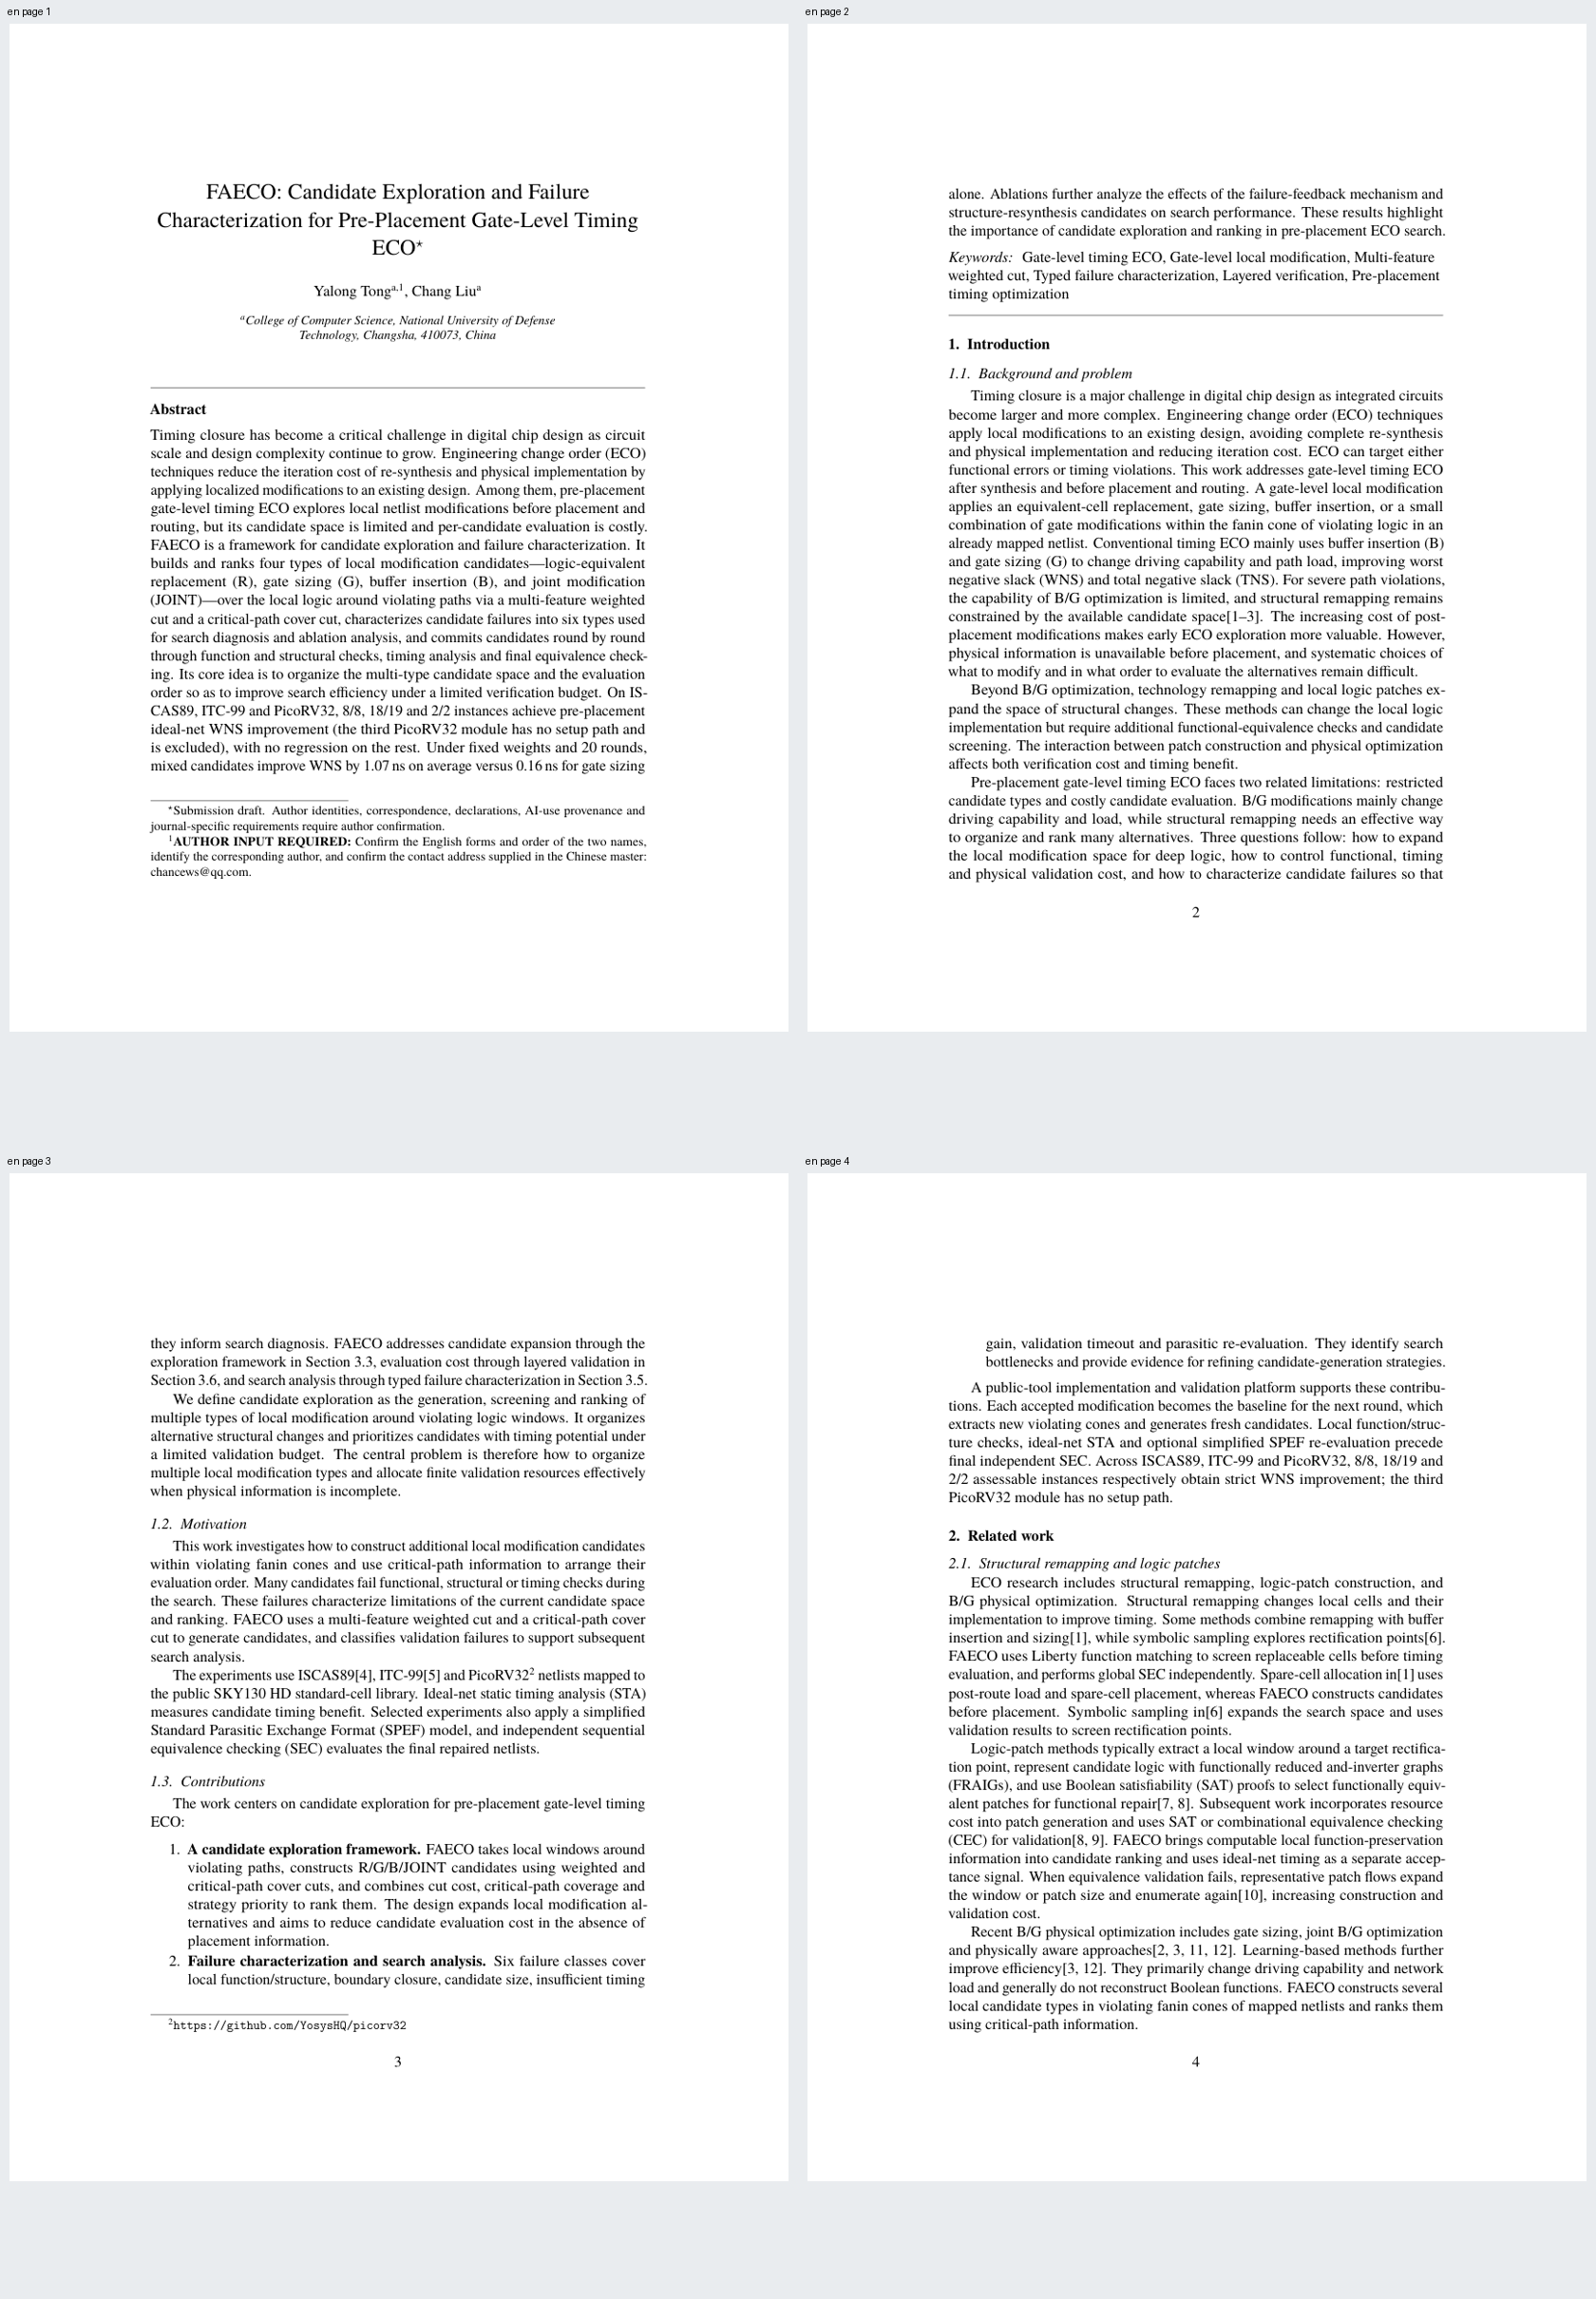 en page 1
FAECO: Candidate Exploration and Failure
Characterization for Pre-Placement Gate-Level Timing
ECO⋆
Yalong Tongᵃ,¹, Chang Liuᵃ
ᵃCollege of Computer Science, National University of Defense
Technology, Changsha, 410073, China
Abstract
Timing closure has become a critical challenge in digital chip design as circuit
scale and design complexity continue to grow. Engineering change order (ECO)
techniques reduce the iteration cost of re-synthesis and physical implementation by
applying localized modifications to an existing design. Among them, pre-placement
gate-level timing ECO explores local netlist modifications before placement and
routing, but its candidate space is limited and per-candidate evaluation is costly.
FAECO is a framework for candidate exploration and failure characterization. It
builds and ranks four types of local modification candidates—logic-equivalent
replacement (R), gate sizing (G), buffer insertion (B), and joint modification
(JOINT)—over the local logic around violating paths via a multi-feature weighted
cut and a critical-path cover cut, characterizes candidate failures into six types used
for search diagnosis and ablation analysis, and commits candidates round by round
through function and structural checks, timing analysis and final equivalence check-
ing. Its core idea is to organize the multi-type candidate space and the evaluation
order so as to improve search efficiency under a limited verification budget. On IS-
CAS89, ITC-99 and PicoRV32, 8/8, 18/19 and 2/2 instances achieve pre-placement
ideal-net WNS improvement (the third PicoRV32 module has no setup path and
is excluded), with no regression on the rest. Under fixed weights and 20 rounds,
mixed candidates improve WNS by 1.07 ns on average versus 0.16 ns for gate sizing
⋆Submission draft. Author identities, correspondence, declarations, AI-use provenance and
journal-specific requirements require author confirmation.
¹AUTHOR INPUT REQUIRED: Confirm the English forms and order of the two names,
identify the corresponding author, and confirm the contact address supplied in the Chinese master:
chancews@qq.com.
en page 2
alone. Ablations further analyze the effects of the failure-feedback mechanism and
structure-resynthesis candidates on search performance. These results highlight
the importance of candidate exploration and ranking in pre-placement ECO search.
Keywords: Gate-level timing ECO, Gate-level local modification, Multi-feature
weighted cut, Typed failure characterization, Layered verification, Pre-placement
timing optimization
1. Introduction
1.1. Background and problem
Timing closure is a major challenge in digital chip design as integrated circuits
become larger and more complex. Engineering change order (ECO) techniques
apply local modifications to an existing design, avoiding complete re-synthesis
and physical implementation and reducing iteration cost. ECO can target either
functional errors or timing violations. This work addresses gate-level timing ECO
after synthesis and before placement and routing. A gate-level local modification
applies an equivalent-cell replacement, gate sizing, buffer insertion, or a small
combination of gate modifications within the fanin cone of violating logic in an
already mapped netlist. Conventional timing ECO mainly uses buffer insertion (B)
and gate sizing (G) to change driving capability and path load, improving worst
negative slack (WNS) and total negative slack (TNS). For severe path violations,
the capability of B/G optimization is limited, and structural remapping remains
constrained by the available candidate space[1–3]. The increasing cost of post-
placement modifications makes early ECO exploration more valuable. However,
physical information is unavailable before placement, and systematic choices of
what to modify and in what order to evaluate the alternatives remain difficult.
Beyond B/G optimization, technology remapping and local logic patches ex-
pand the space of structural changes. These methods can change the local logic
implementation but require additional functional-equivalence checks and candidate
screening. The interaction between patch construction and physical optimization
affects both verification cost and timing benefit.
Pre-placement gate-level timing ECO faces two related limitations: restricted
candidate types and costly candidate evaluation. B/G modifications mainly change
driving capability and load, while structural remapping needs an effective way
to organize and rank many alternatives. Three questions follow: how to expand
the local modification space for deep logic, how to control functional, timing
and physical validation cost, and how to characterize candidate failures so that
2
en page 3
they inform search diagnosis. FAECO addresses candidate expansion through the
exploration framework in Section 3.3, evaluation cost through layered validation in
Section 3.6, and search analysis through typed failure characterization in Section 3.5.
We define candidate exploration as the generation, screening and ranking of
multiple types of local modification around violating logic windows. It organizes
alternative structural changes and prioritizes candidates with timing potential under
a limited validation budget. The central problem is therefore how to organize
multiple local modification types and allocate finite validation resources effectively
when physical information is incomplete.
1.2. Motivation
This work investigates how to construct additional local modification candidates
within violating fanin cones and use critical-path information to arrange their
evaluation order. Many candidates fail functional, structural or timing checks during
the search. These failures characterize limitations of the current candidate space
and ranking. FAECO uses a multi-feature weighted cut and a critical-path cover
cut to generate candidates, and classifies validation failures to support subsequent
search analysis.
The experiments use ISCAS89[4], ITC-99[5] and PicoRV32² netlists mapped to
the public SKY130 HD standard-cell library. Ideal-net static timing analysis (STA)
measures candidate timing benefit. Selected experiments also apply a simplified
Standard Parasitic Exchange Format (SPEF) model, and independent sequential
equivalence checking (SEC) evaluates the final repaired netlists.
1.3. Contributions
The work centers on candidate exploration for pre-placement gate-level timing
ECO:
1. A candidate exploration framework. FAECO takes local windows around
violating paths, constructs R/G/B/JOINT candidates using weighted and
critical-path cover cuts, and combines cut cost, critical-path coverage and
strategy priority to rank them. The design expands local modification al-
ternatives and aims to reduce candidate evaluation cost in the absence of
placement information.
2. Failure characterization and search analysis. Six failure classes cover
local function/structure, boundary closure, candidate size, insufficient timing
²https://github.com/YosysHQ/picorv32
3
en page 4
gain, validation timeout and parasitic re-evaluation. They identify search
bottlenecks and provide evidence for refining candidate-generation strategies.
A public-tool implementation and validation platform supports these contribu-
tions. Each accepted modification becomes the baseline for the next round, which
extracts new violating cones and generates fresh candidates. Local function/struc-
ture checks, ideal-net STA and optional simplified SPEF re-evaluation precede
final independent SEC. Across ISCAS89, ITC-99 and PicoRV32, 8/8, 18/19 and
2/2 assessable instances respectively obtain strict WNS improvement; the third
PicoRV32 module has no setup path.
2. Related work
2.1. Structural remapping and logic patches
ECO research includes structural remapping, logic-patch construction, and
B/G physical optimization. Structural remapping changes local cells and their
implementation to improve timing. Some methods combine remapping with buffer
insertion and sizing[1], while symbolic sampling explores rectification points[6].
FAECO uses Liberty function matching to screen replaceable cells before timing
evaluation, and performs global SEC independently. Spare-cell allocation in[1] uses
post-route load and spare-cell placement, whereas FAECO constructs candidates
before placement. Symbolic sampling in[6] expands the search space and uses
validation results to screen rectification points.
Logic-patch methods typically extract a local window around a target rectifica-
tion point, represent candidate logic with functionally reduced and-inverter graphs
(FRAIGs), and use Boolean satisfiability (SAT) proofs to select functionally equiv-
alent patches for functional repair[7, 8]. Subsequent work incorporates resource
cost into patch generation and uses SAT or combinational equivalence checking
(CEC) for validation[8, 9]. FAECO brings computable local function-preservation
information into candidate ranking and uses ideal-net timing as a separate accep-
tance signal. When equivalence validation fails, representative patch flows expand
the window or patch size and enumerate again[10], increasing construction and
validation cost.
Recent B/G physical optimization includes gate sizing, joint B/G optimization
and physically aware approaches[2, 3, 11, 12]. Learning-based methods further
improve efficiency[3, 12]. They primarily change driving capability and network
load and generally do not reconstruct Boolean functions. FAECO constructs several
local candidate types in violating fanin cones of mapped netlists and ranks them
using critical-path information.
4